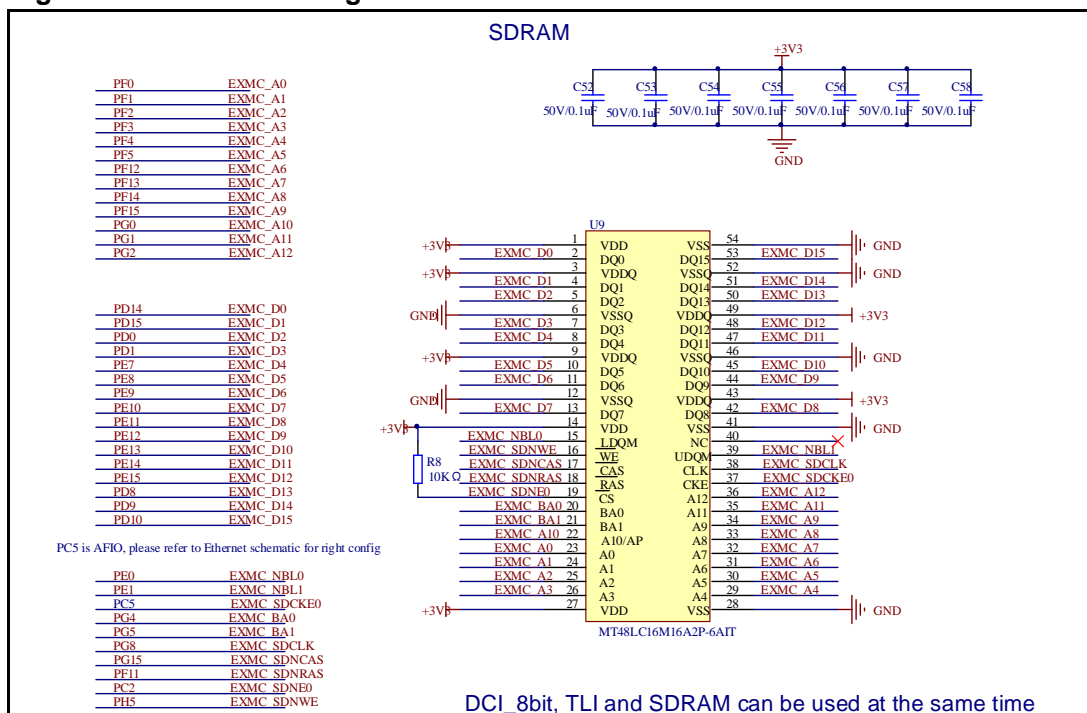 SDRAM
+3V3
C52 C53 C54 C55 C56 C57 C58
50V/0.1uF 50V/0.1uF 50V/0.1uF 50V/0.1uF 50V/0.1uF 50V/0.1uF 50V/0.1uF
GND
PF0 EXMC_A0
PF1 EXMC_A1
PF2 EXMC_A2
PF3 EXMC_A3
PF4 EXMC_A4
PF5 EXMC_A5
PF12 EXMC_A6
PF13 EXMC_A7
PF14 EXMC_A8
PF15 EXMC_A9
PG0 EXMC_A10
PG1 EXMC_A11
PG2 EXMC_A12
PD14 EXMC_D0
PD15 EXMC_D1
PD0 EXMC_D2
PD1 EXMC_D3
PE7 EXMC_D4
PE8 EXMC_D5
PE9 EXMC_D6
PE10 EXMC_D7
PE11 EXMC_D8
PE12 EXMC_D9
PE13 EXMC_D10
PE14 EXMC_D11
PE15 EXMC_D12
PD8 EXMC_D13
PD9 EXMC_D14
PD10 EXMC_D15
PC5 is AFIO, please refer to Ethernet schematic for right config
PE0 EXMC_NBL0
PE1 EXMC_NBL1
PC5 EXMC_SDCKE0
PG4 EXMC_BA0
PG5 EXMC_BA1
PG8 EXMC_SDCLK
PG15 EXMC_SDNCAS
PF11 EXMC_SDNRAS
PC2 EXMC_SDNE0
PH5 EXMC_SDNWE
U9
+3V3 1 VDD VSS 54 GND
EXMC_D0 2 DQ0 DQ15 53 EXMC_D15
+3V3 3 VDDQ VSSQ 52 GND
EXMC_D1 4 DQ1 DQ14 51 EXMC_D14
EXMC_D2 5 DQ2 DQ13 50 EXMC_D13
GND 6 VSSQ VDDQ 49 +3V3
EXMC_D3 7 DQ3 DQ12 48 EXMC_D12
EXMC_D4 8 DQ4 DQ11 47 EXMC_D11
+3V3 9 VDDQ VSSQ 46 GND
EXMC_D5 10 DQ5 DQ10 45 EXMC_D10
EXMC_D6 11 DQ6 DQ9 44 EXMC_D9
GND 12 VSSQ VDDQ 43 +3V3
EXMC_D7 13 DQ7 DQ8 42 EXMC_D8
+3V3 14 VDD VSS 41 GND
EXMC_NBL0 15 LDQM NC 40
EXMC_SDNWE 16 WE UDQM 39 EXMC_NBL1
EXMC_SDNCAS 17 CAS CLK 38 EXMC_SDCLK
EXMC_SDNRAS 18 RAS CKE 37 EXMC_SDCKE0
EXMC_SDNE0 19 CS A12 36 EXMC_A12
EXMC_BA0 20 BA0 A11 35 EXMC_A11
EXMC_BA1 21 BA1 A9 34 EXMC_A9
EXMC_A10 22 A10/AP A8 33 EXMC_A8
EXMC_A0 23 A0 A7 32 EXMC_A7
EXMC_A1 24 A1 A6 31 EXMC_A6
EXMC_A2 25 A2 A5 30 EXMC_A5
EXMC_A3 26 A3 A4 29 EXMC_A4
+3V3 27 VDD VSS 28 GND
R8
10KΩ
MT48LC16M16A2P-6AIT
DCI_8bit, TLI and SDRAM can be used at the same time